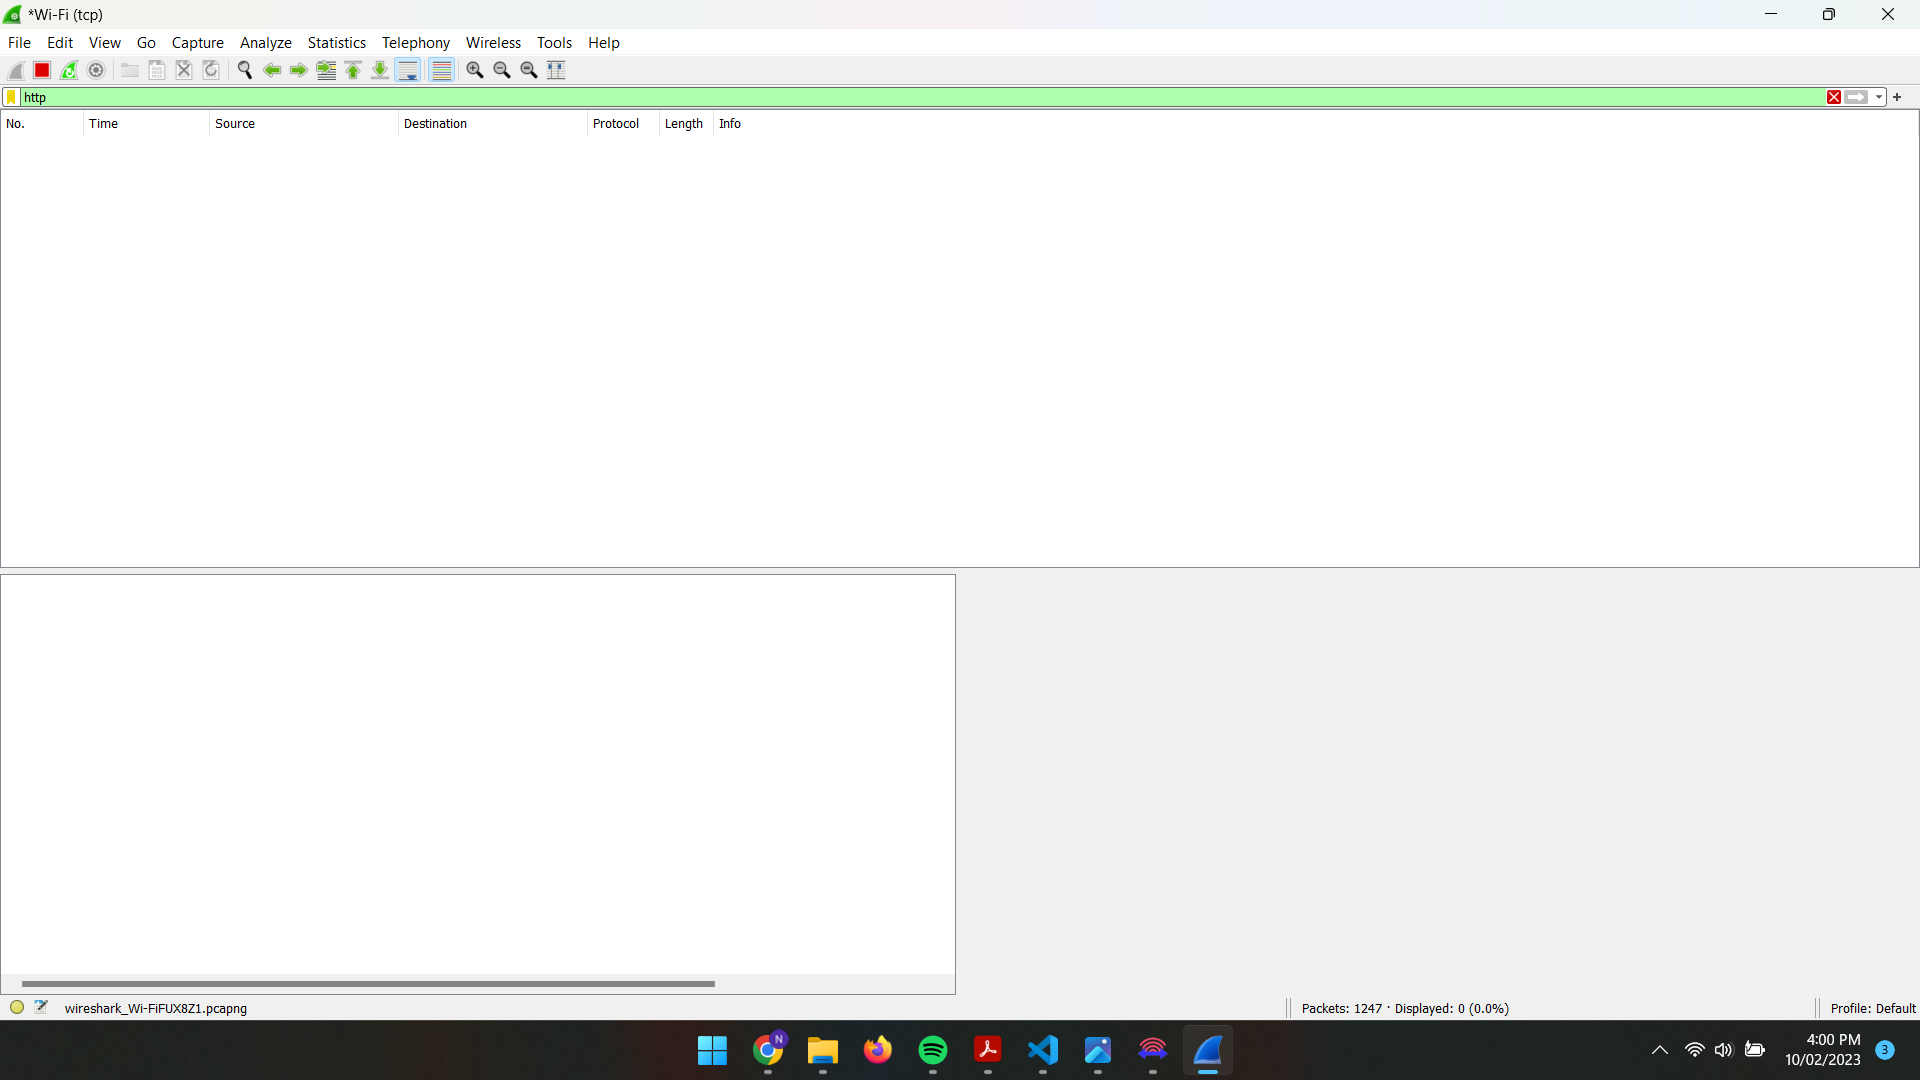 *Wi-Fi (tcp)
File Edit View Go Capture Analyze Statistics Telephony Wireless Tools Help
http
No. Time Source Destination Protocol Length Info
wireshark_Wi-FiFUX8Z1.pcapng Packets: 1247 · Displayed: 0 (0.0%) Profile: Default
N
4:00 PM
10/02/2023
3